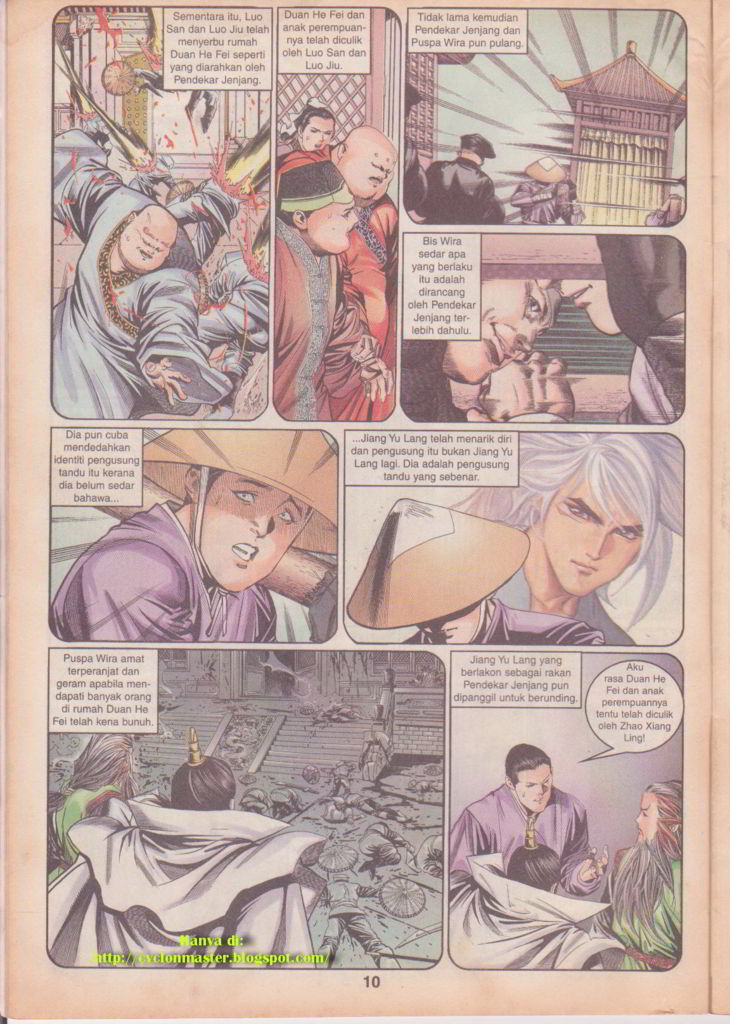 Sementara itu, Luo
San dan Luo Jiu telah
menyerbu rumah
Duan He Fei seperti
yang diarahkan oleh
Pendekar Jenjang.
Duan He Fei dan
anak perempuan-
nya telah diculik
oleh Luo San dan
Luo Jiu.
Tidak lama kemudian
Pendekar Jenjang dan
Puspa Wira pun pulang.
Bis Wira
sedar apa
yang berlaku
itu adalah
dirancang
oleh Pendekar
Jenjang ter-
lebih dahulu.
Dia pun cuba
mendedahkan
identiti pengusung
tandu itu kerana
dia belum sedar
bahawa...
...Jiang Yu Lang telah menarik diri
dan pengusung itu bukan Jiang Yu
Lang lagi. Dia adalah pengusung
tandu yang sebenar.
Puspa Wira amat
terperanjat dan
geram apabila men-
dapati banyak orang
di rumah Duan He
Fei telah kena bunuh.
Jiang Yu Lang yang
berlakon sebagai rakan
Pendekar Jenjang pun
dipanggil untuk berunding.
Aku
rasa Duan He
Fei dan anak
perempuannya
tentu telah diculik
oleh Zhao Xiang
Ling!
Hanya di:
http://cyclonmaster.blogspot.com/
10